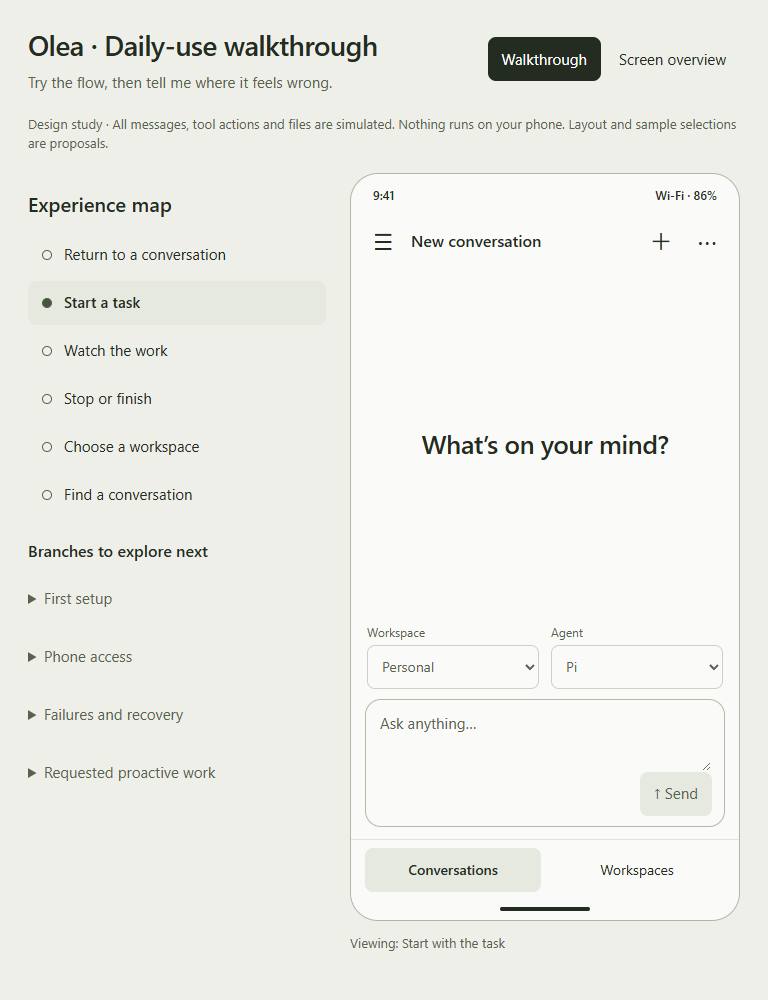 Olea · Daily-use walkthrough
Try the flow, then tell me where it feels wrong.
Walkthrough
Screen overview
Design study · All messages, tool actions and files are simulated. Nothing runs on your phone. Layout and sample selections
are proposals.
Experience map
Return to a conversation
Start a task
Watch the work
Stop or finish
Choose a workspace
Find a conversation
Branches to explore next
First setup
Phone access
Failures and recovery
Requested proactive work
9:41
Wi-Fi · 86%
New conversation
What's on your mind?
Workspace
Agent
Personal
Pi
Ask anything...
↑ Send
Conversations
Workspaces
Viewing: Start with the task